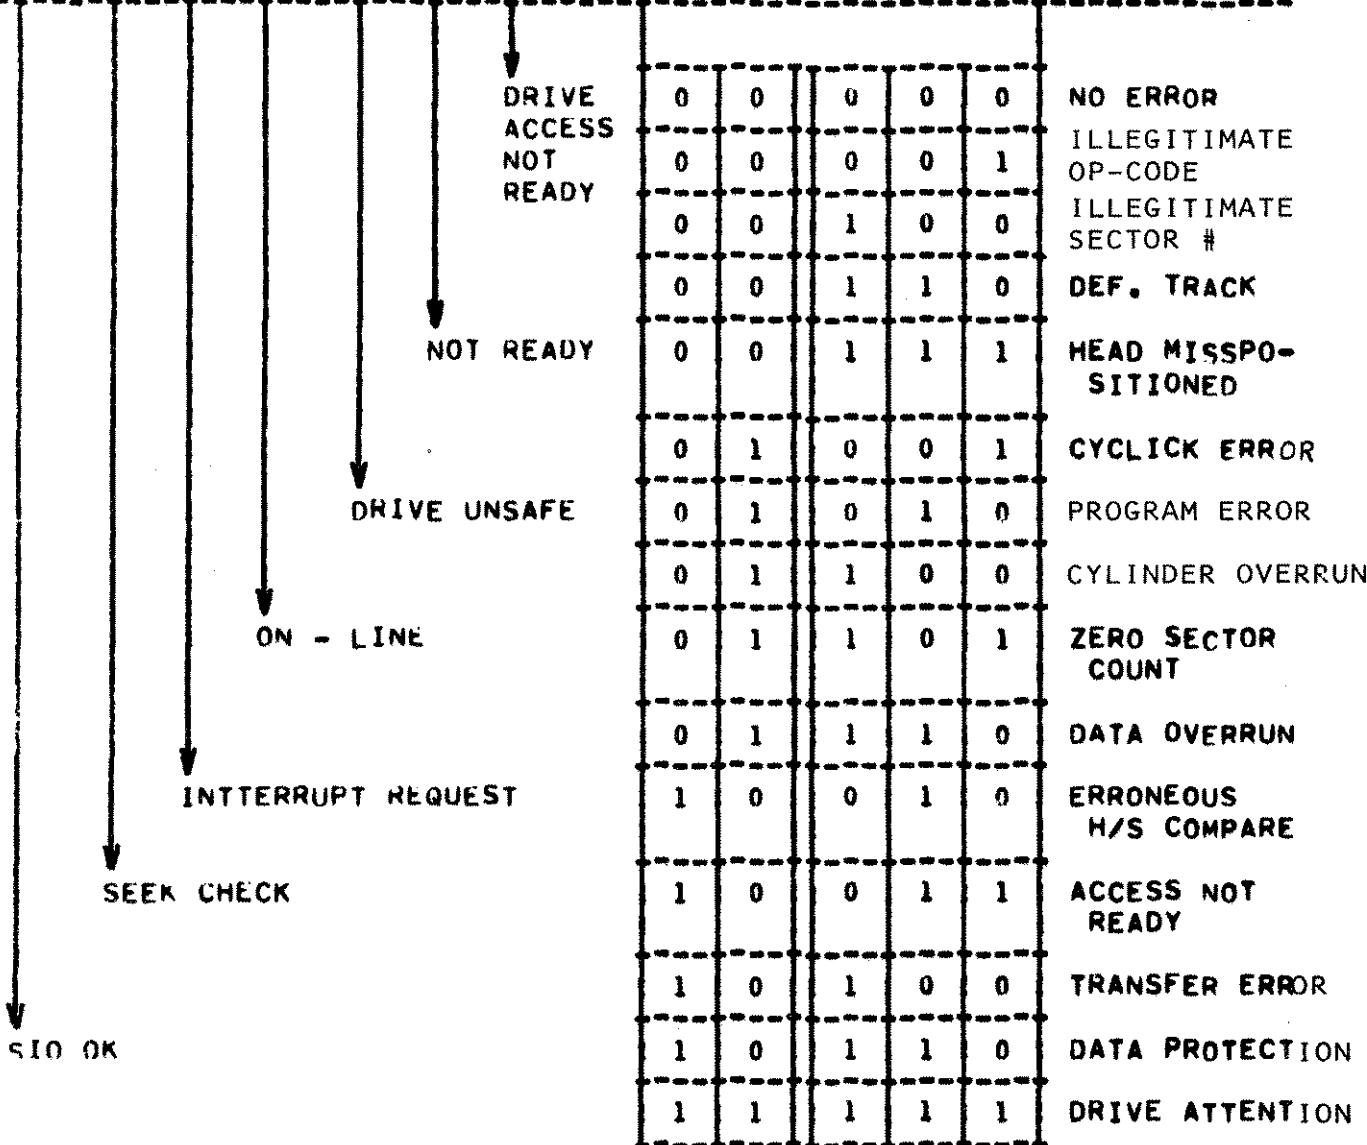 DRIVE 0 0 0 0 0 NO ERROR
ACCESS
NOT
READY
0 0 0 0 1 ILLEGITIMATE
OP-CODE
0 0 1 0 0 ILLEGITIMATE
SECTOR #
0 0 1 1 0 DEF. TRACK
NOT READY 0 0 1 1 1 HEAD MISSPO-
SITIONED
0 1 0 0 1 CYCLICK ERROR
DRIVE UNSAFE 0 1 0 1 0 PROGRAM ERROR
0 1 1 0 0 CYLINDER OVERRUN
ON - LINE 0 1 1 0 1 ZERO SECTOR
COUNT
0 1 1 1 0 DATA OVERRUN
INTTERRUPT REQUEST 1 0 0 1 0 ERRONEOUS
H/S COMPARE
SEEK CHECK 1 0 0 1 1 ACCESS NOT
READY
1 0 1 0 0 TRANSFER ERROR
SIO OK 1 0 1 1 0 DATA PROTECTION
1 1 1 1 1 DRIVE ATTENTION